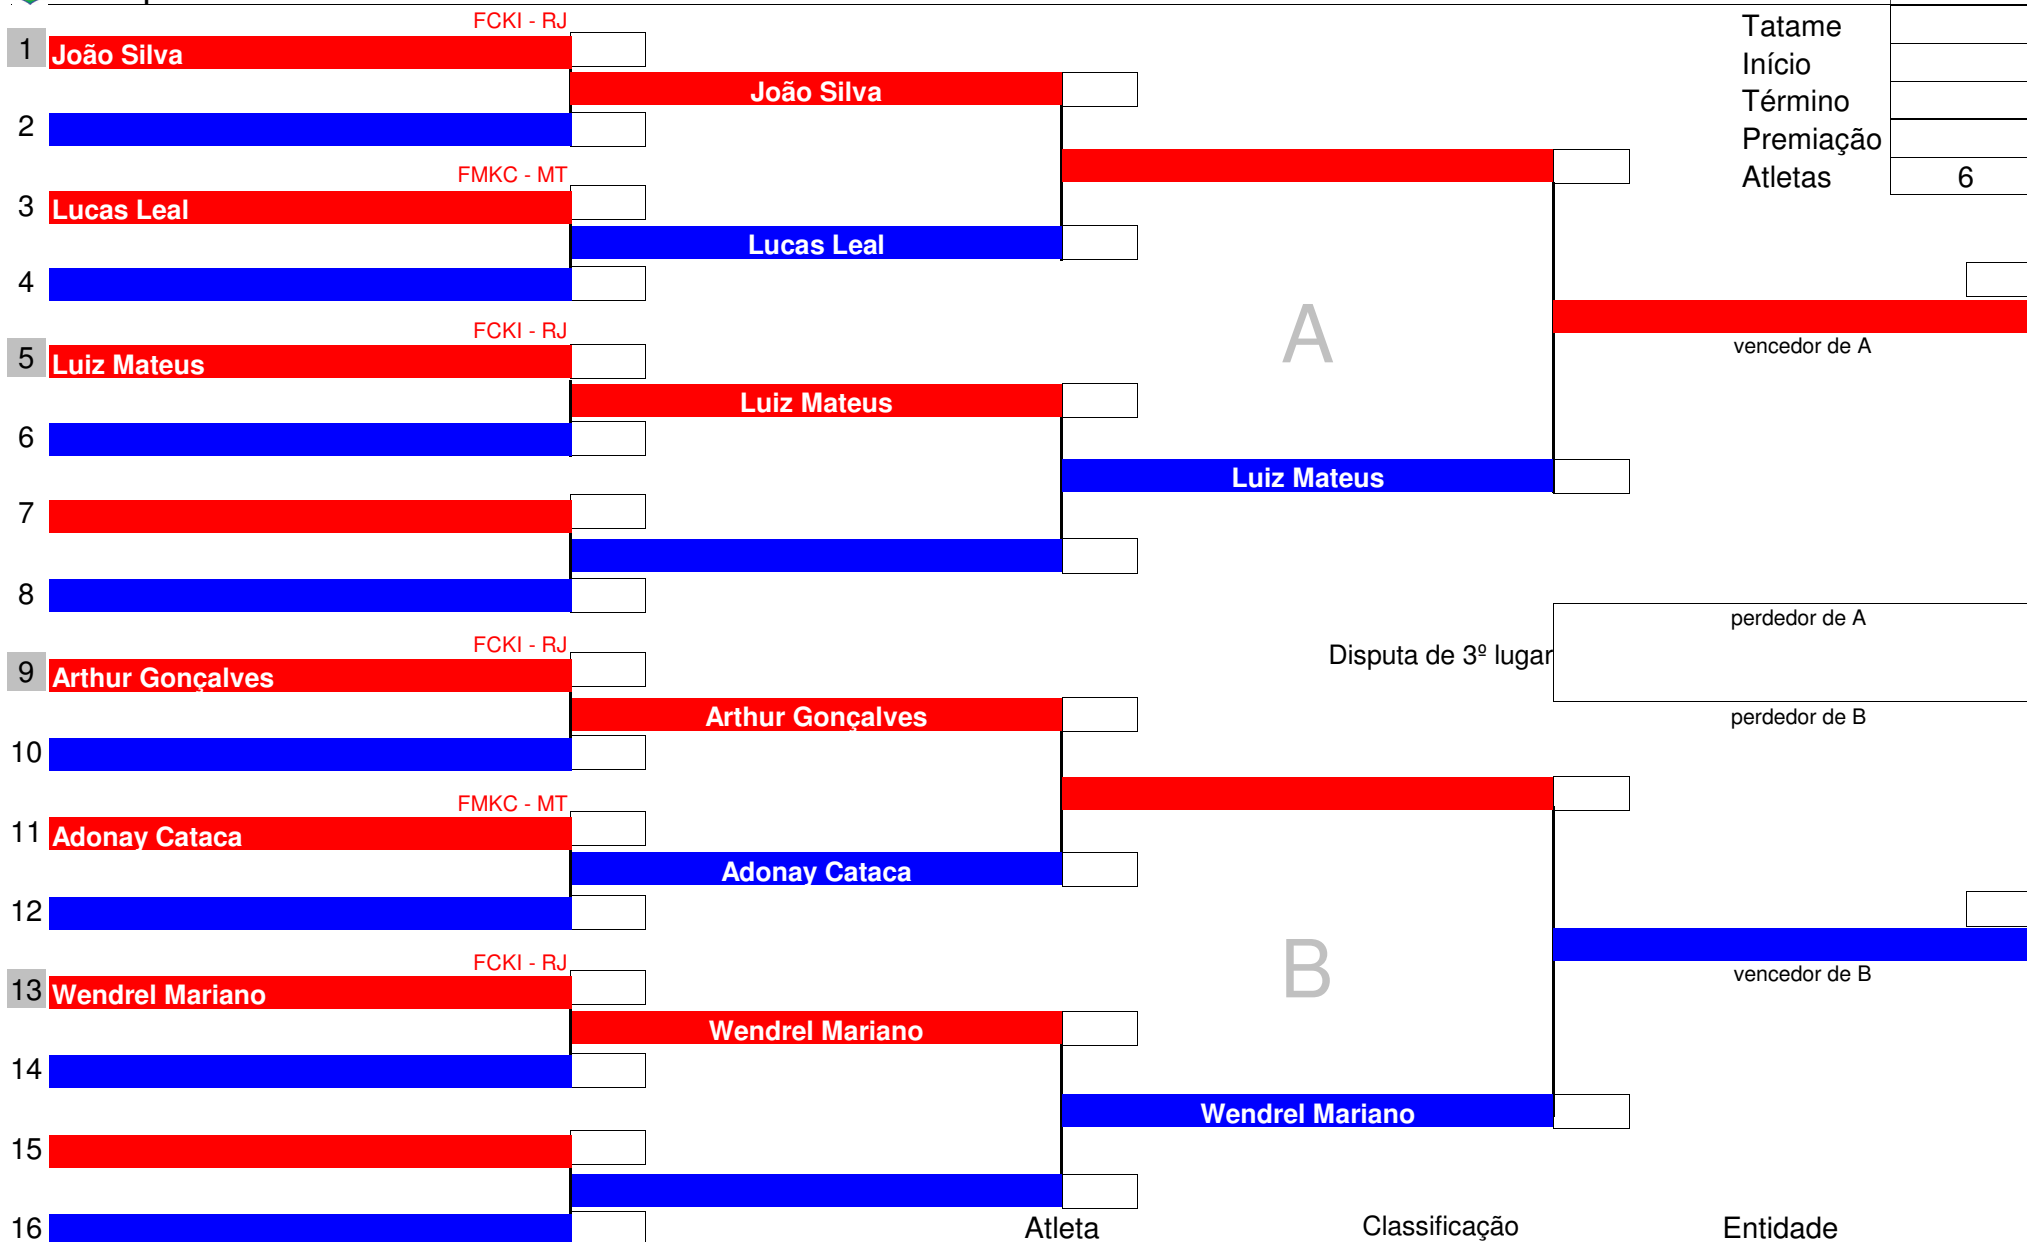 FCKI - RJ
Tatame
1 João Silva
Início
João Silva
Término
2
Premiação
FMKC - MT
Atletas 6
3 Lucas Leal
Lucas Leal
4
FCKI - RJ
A
vencedor de A
5 Luiz Mateus
Luiz Mateus
6
Luiz Mateus
7
8
perdedor de A
FCKI - RJ
Disputa de 3º lugar
9 Arthur Gonçalves
Arthur Gonçalves
perdedor de B
10
FMKC - MT
11 Adonay Cataca
Adonay Cataca
12
FCKI - RJ
B
vencedor de B
13 Wendrel Mariano
Wendrel Mariano
14
Wendrel Mariano
15
16
Atleta Classificação Entidade